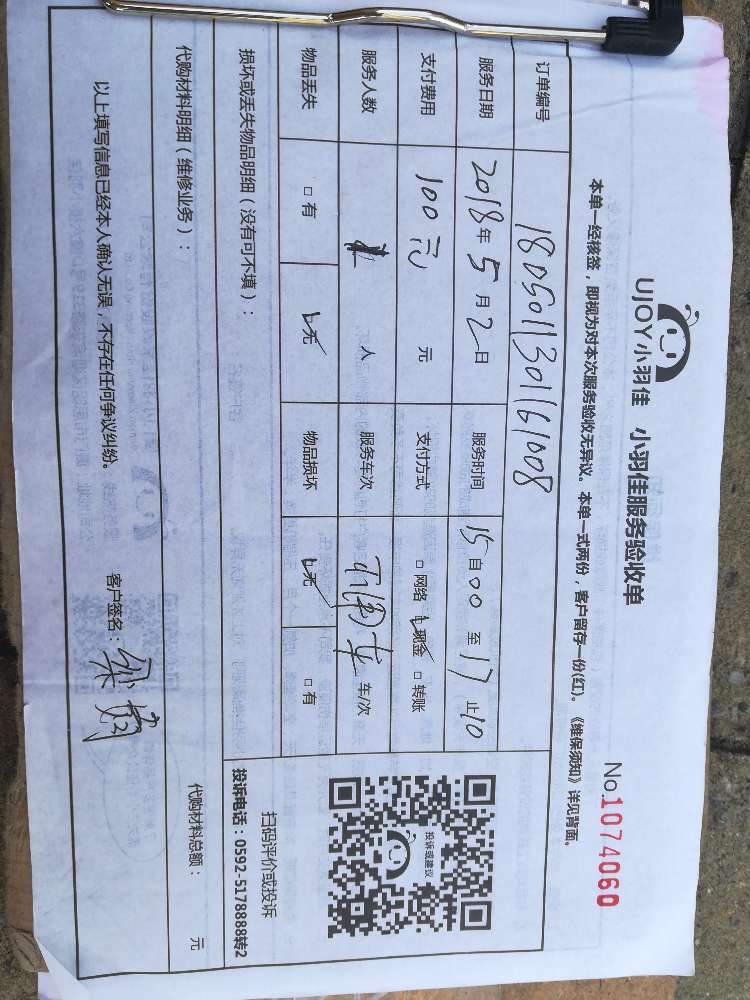 UJOY小羽佳 小羽佳服务验收单
No.1074060
本单一经核签，即视为对本次服务验收无异议。本单一式两份，客户留存一份(红)。《维保须知》详见背面。
订单编号 180501130161008
服务日期 2018年5月2日 服务时间 15自00至17止10
支付费用 100元 元 支付方式 □网络 □现金 □转账
服务人数 人 服务车次 车/次
物品丢失 □有 □无 物品损坏 □无 □有
投诉或建议
扫码评价或投诉
投诉电话：0592-5178888转2
损坏或丢失物品明细（没有可不填）：
代购材料明细（维修业务）： 代购材料总额： 元
以上填写信息已经本人确认无误，不存在任何争议纠纷。 客户签名：